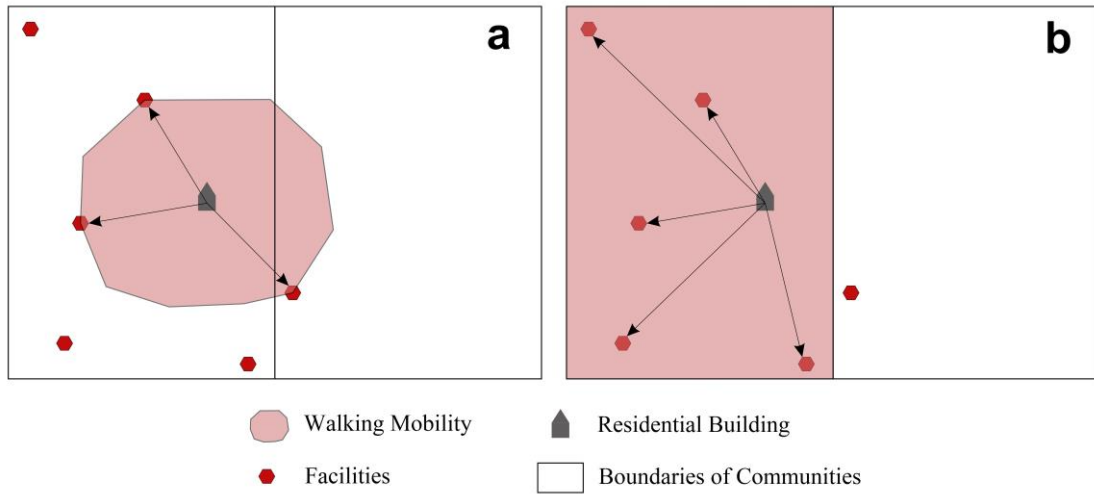 a
b
Walking Mobility
Residential Building
Facilities
Boundaries of Communities